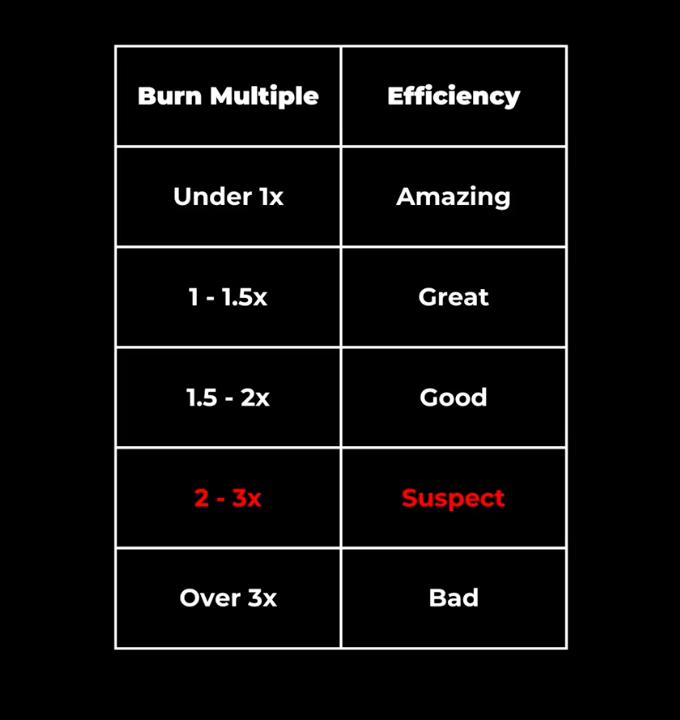 Burn Multiple Efficiency
Under 1x Amazing
1 - 1.5x Great
1.5 - 2x Good
2 - 3x Suspect
Over 3x Bad